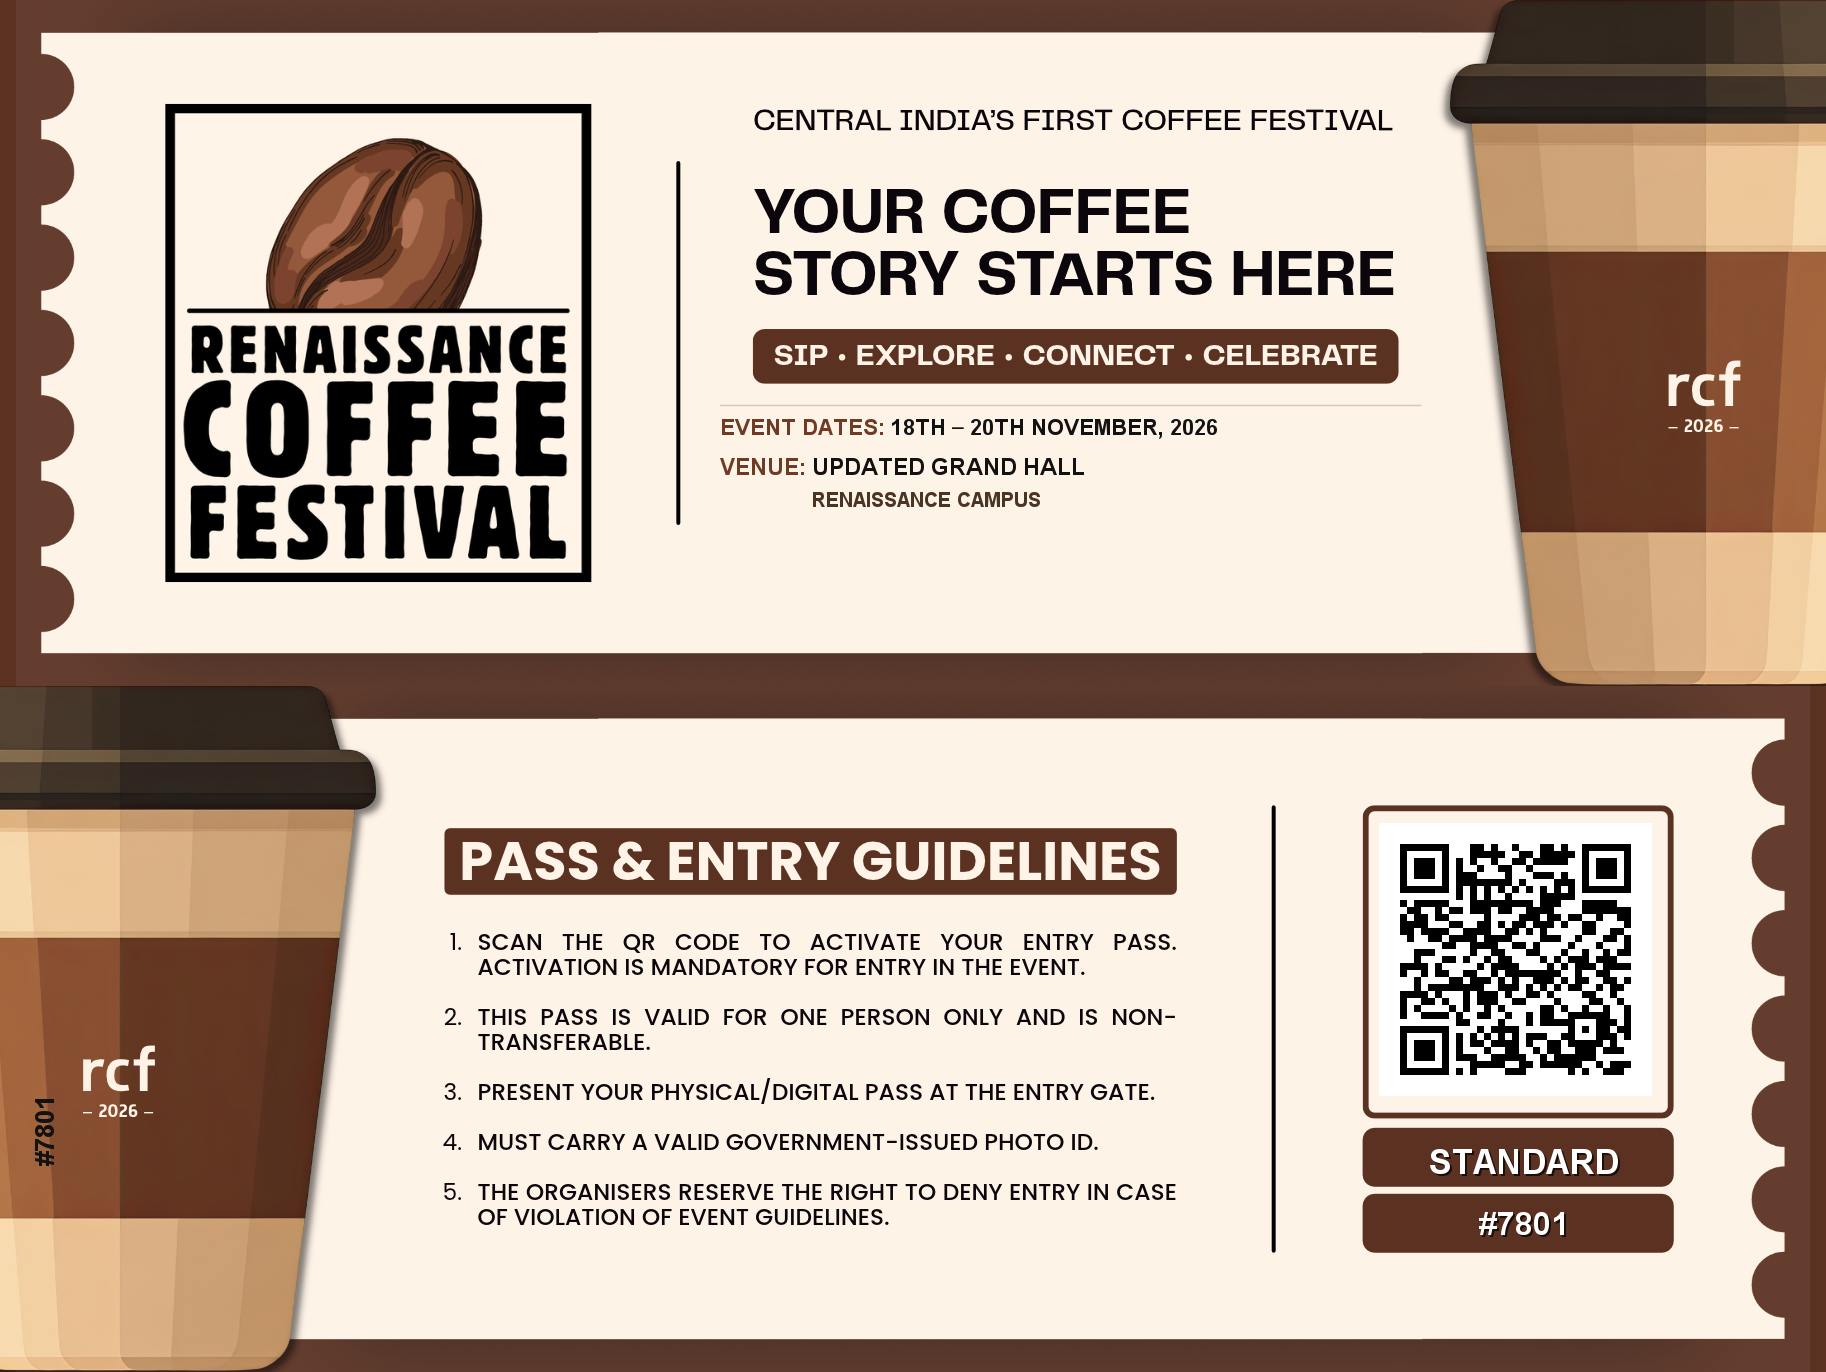 RENAISSANCE
COFFEE
FESTIVAL
CENTRAL INDIA'S FIRST COFFEE FESTIVAL
YOUR COFFEE
STORY STARTS HERE
SIP • EXPLORE • CONNECT • CELEBRATE
EVENT DATES: 18TH – 20TH NOVEMBER, 2026
VENUE: UPDATED GRAND HALL
RENAISSANCE CAMPUS
rcf
– 2026 –
rcf
– 2026 –
#7801
PASS & ENTRY GUIDELINES
1. SCAN THE QR CODE TO ACTIVATE YOUR ENTRY PASS.
ACTIVATION IS MANDATORY FOR ENTRY IN THE EVENT.
2. THIS PASS IS VALID FOR ONE PERSON ONLY AND IS NON-
TRANSFERABLE.
3. PRESENT YOUR PHYSICAL/DIGITAL PASS AT THE ENTRY GATE.
4. MUST CARRY A VALID GOVERNMENT-ISSUED PHOTO ID.
5. THE ORGANISERS RESERVE THE RIGHT TO DENY ENTRY IN CASE
OF VIOLATION OF EVENT GUIDELINES.
STANDARD
#7801